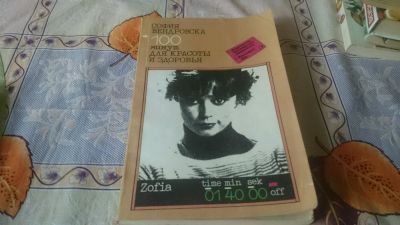 СОФИЯ
ВЕНДРОВСКА
100
МИНУТ
ДЛЯ КРАСОТЫ
И ЗДОРОВЬЯ
Zofia
time min sek
01 40 00 off